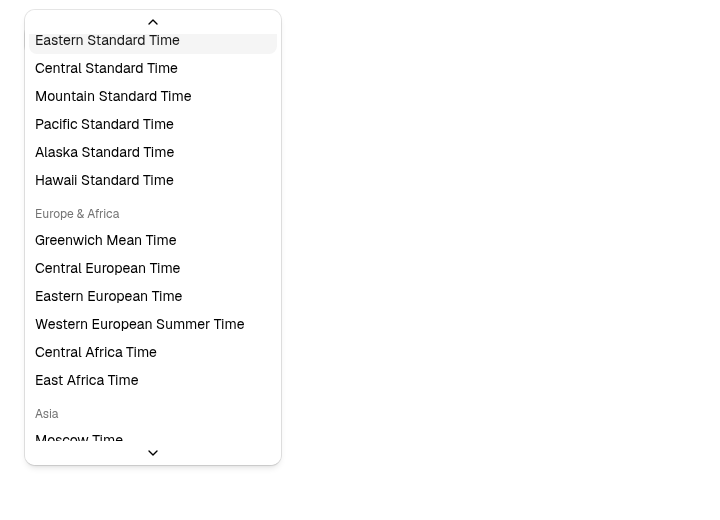 Eastern Standard Time
Central Standard Time
Mountain Standard Time
Pacific Standard Time
Alaska Standard Time
Hawaii Standard Time
Europe & Africa
Greenwich Mean Time
Central European Time
Eastern European Time
Western European Summer Time
Central Africa Time
East Africa Time
Asia
Moscow Time